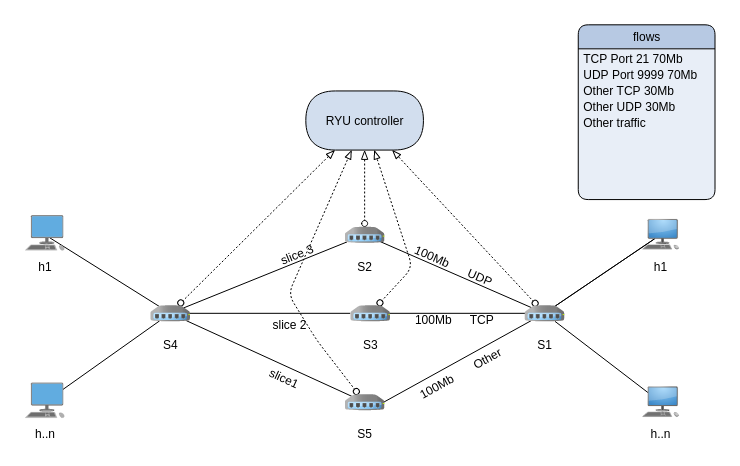 flows
TCP Port 21 70Mb
UDP Port 9999 70Mb
Other TCP 30Mb
Other UDP 30Mb
Other traffic
RYU controller
h1
slice 3
S2
100Mb
UDP
h1
S4
slice 2
S3
100Mb
TCP
S1
slice1
S5
100Mb
Other
h..n
h..n